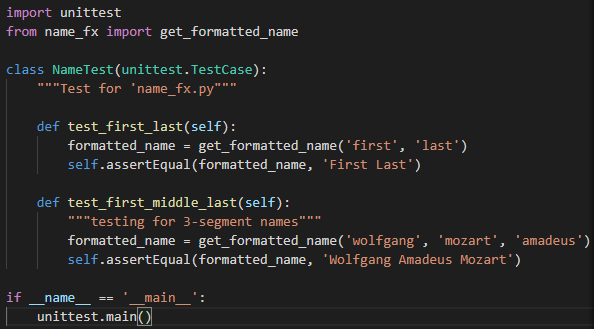 import unittest
from name_fx import get_formatted_name
class NameTest(unittest.TestCase):
"""Test for 'name_fx.py"""
def test_first_last(self):
formatted_name = get_formatted_name('first', 'last')
self.assertEqual(formatted_name, 'First Last')
def test_first_middle_last(self):
"""testing for 3-segment names"""
formatted_name = get_formatted_name('wolfgang', 'mozart', 'amadeus')
self.assertEqual(formatted_name, 'Wolfgang Amadeus Mozart')
if __name__ == '__main__':
unittest.main()